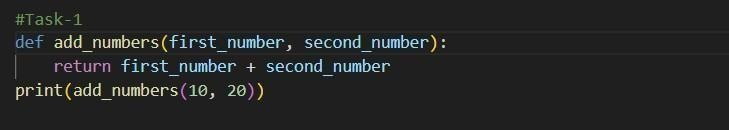 #Task-1
def add_numbers(first_number, second_number):
    return first_number + second_number
print(add_numbers(10, 20))